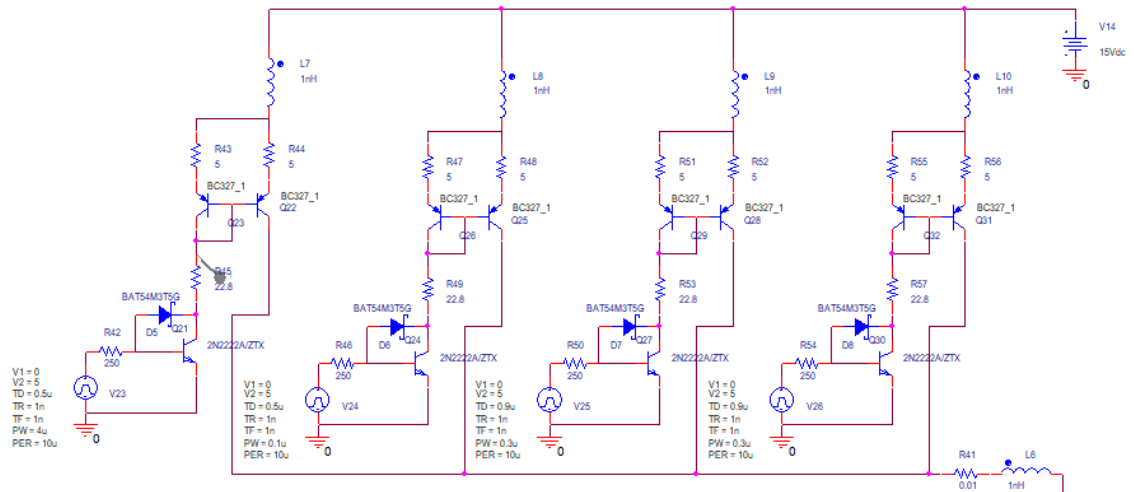 V14
15Vdc
0
L7
1nH
L8
1nH
L9
1nH
L10
1nH
R43
5
R44
5
BC327_1
BC327_1
Q22
Q23
R47
5
R48
5
BC327_1
BC327_1
Q25
Q26
R51
5
R52
5
BC327_1
BC327_1
Q28
Q29
R55
5
R56
5
BC327_1
BC327_1
Q31
Q32
R45
22.8
R49
22.8
R53
22.8
R57
22.8
BAT54M3T5G
D5
Q21
R42
250
2N2222A/ZTX
V23
0
V1 = 0
V2 = 5
TD = 0.5u
TR = 1n
TF = 1n
PW = 4u
PER = 10u
BAT54M3T5G
D6
Q24
R46
250
2N2222A/ZTX
V24
0
V1 = 0
V2 = 5
TD = 0.5u
TR = 1n
TF = 1n
PW = 0.1u
PER = 10u
BAT54M3T5G
D7
Q27
R50
250
2N2222A/ZTX
V25
0
V1 = 0
V2 = 5
TD = 0.9u
TR = 1n
TF = 1n
PW = 0.3u
PER = 10u
BAT54M3T5G
D8
Q30
R54
250
2N2222A/ZTX
V26
0
V1 = 0
V2 = 5
TD = 0.9u
TR = 1n
TF = 1n
PW = 0.3u
PER = 10u
R41
0.01
L6
1nH